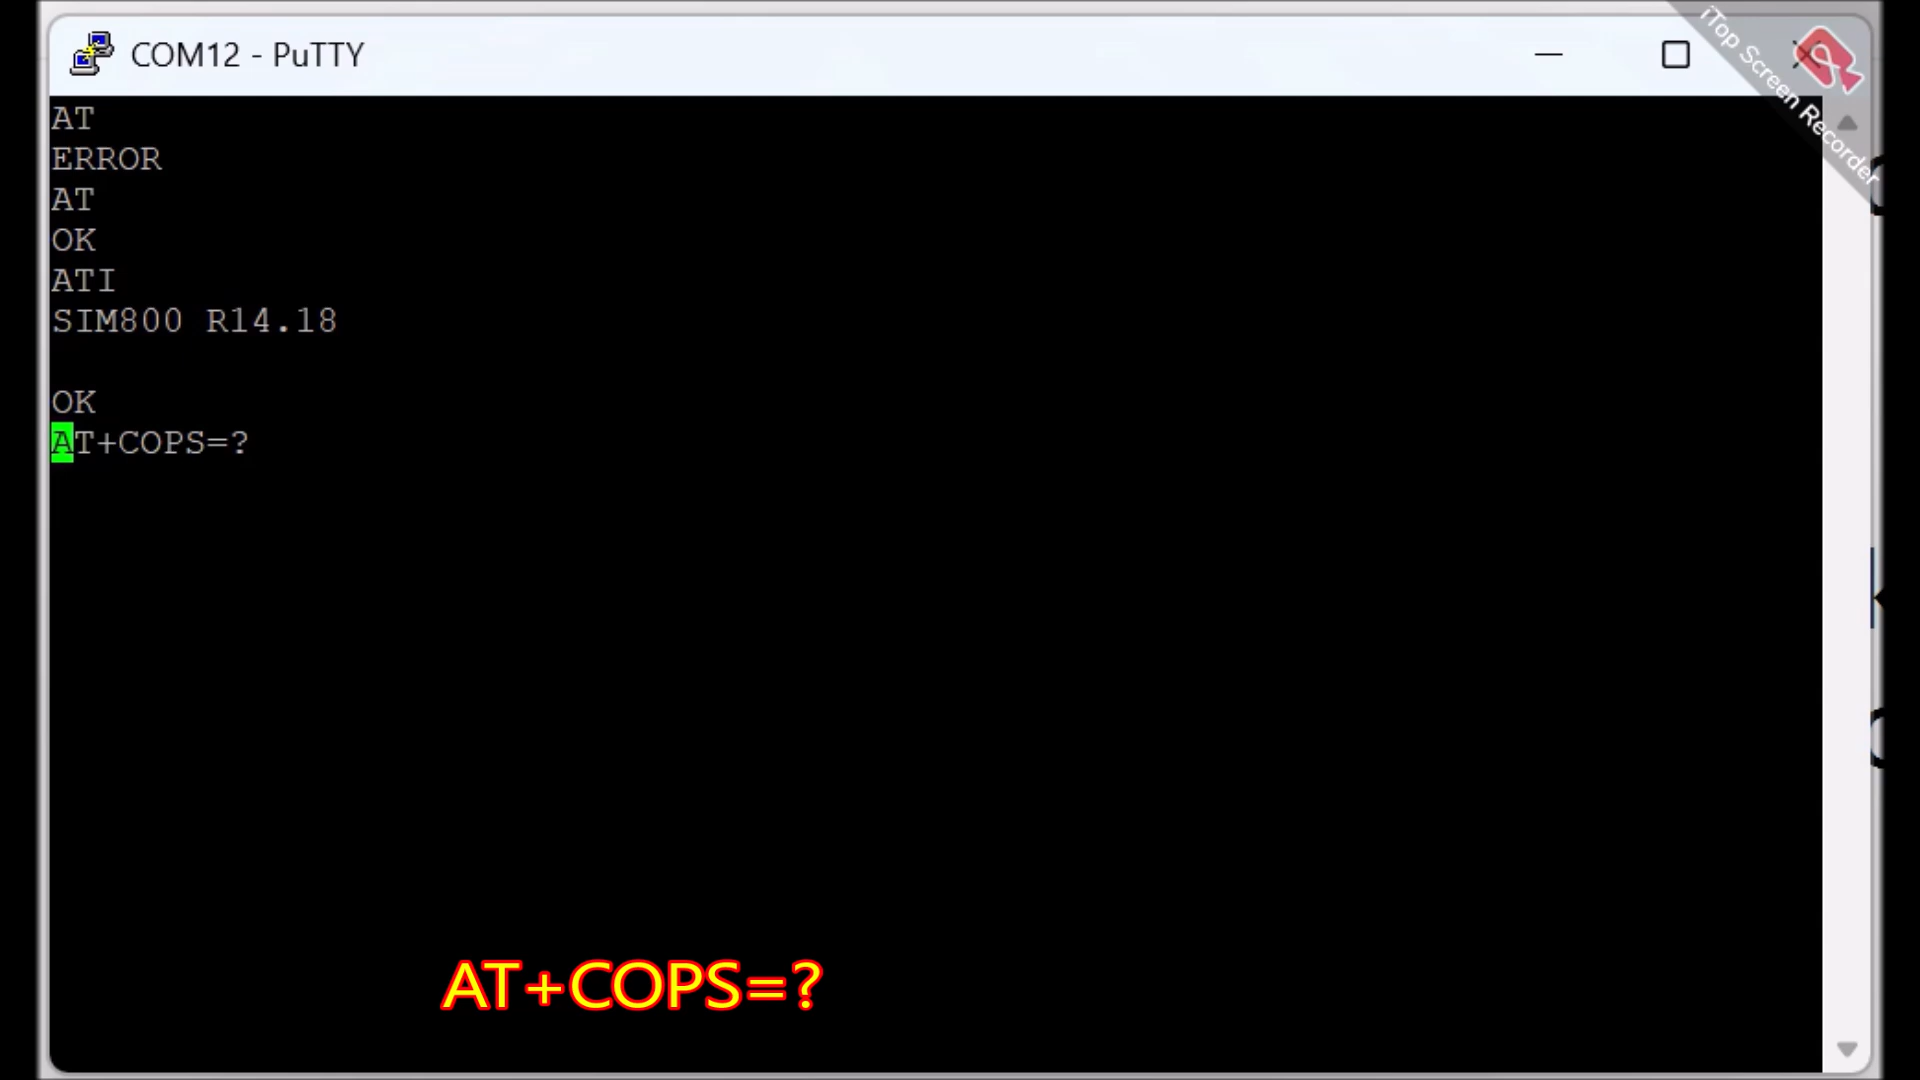 COM12 - PuTTY
iTop Screen Recorder
AT
ERROR
AT
OK
ATI
SIM800 R14.18
OK
AT+COPS=?
AT+COPS=?